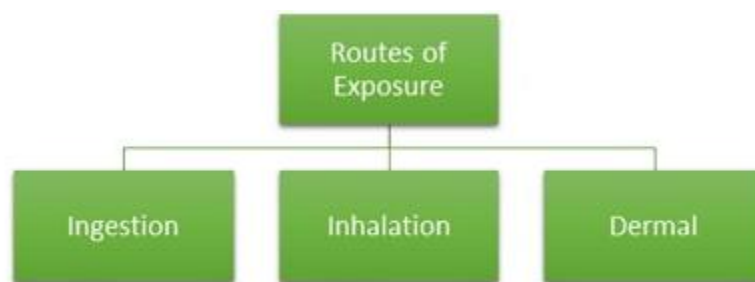 Routes of
Exposure
Ingestion
Inhalation
Dermal